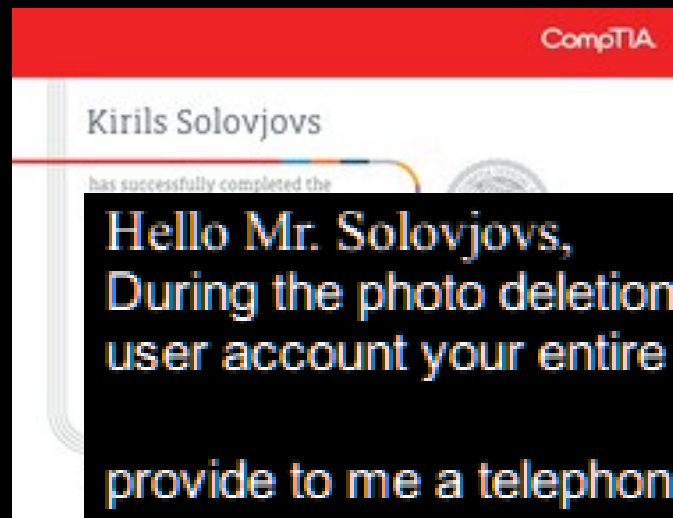 CompTIA.
Kirils Solovjovs
has successfully completed the
Hello Mr. Solovjovs,
During the photo deletion
user account your entire
provide to me a telephon